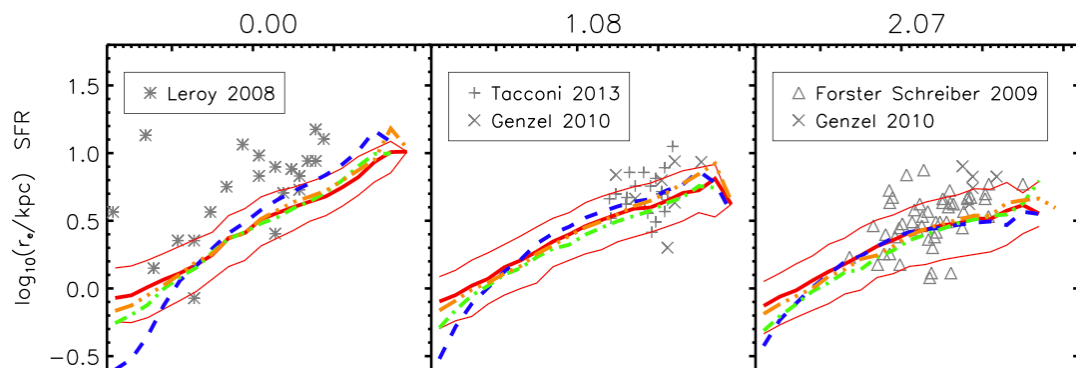 0.00
1.08
2.07
log10(r*/kpc) SFR
1.5
1.0
0.5
0.0
−0.5
Leroy 2008
Tacconi 2013
Genzel 2010
Forster Schreiber 2009
Genzel 2010